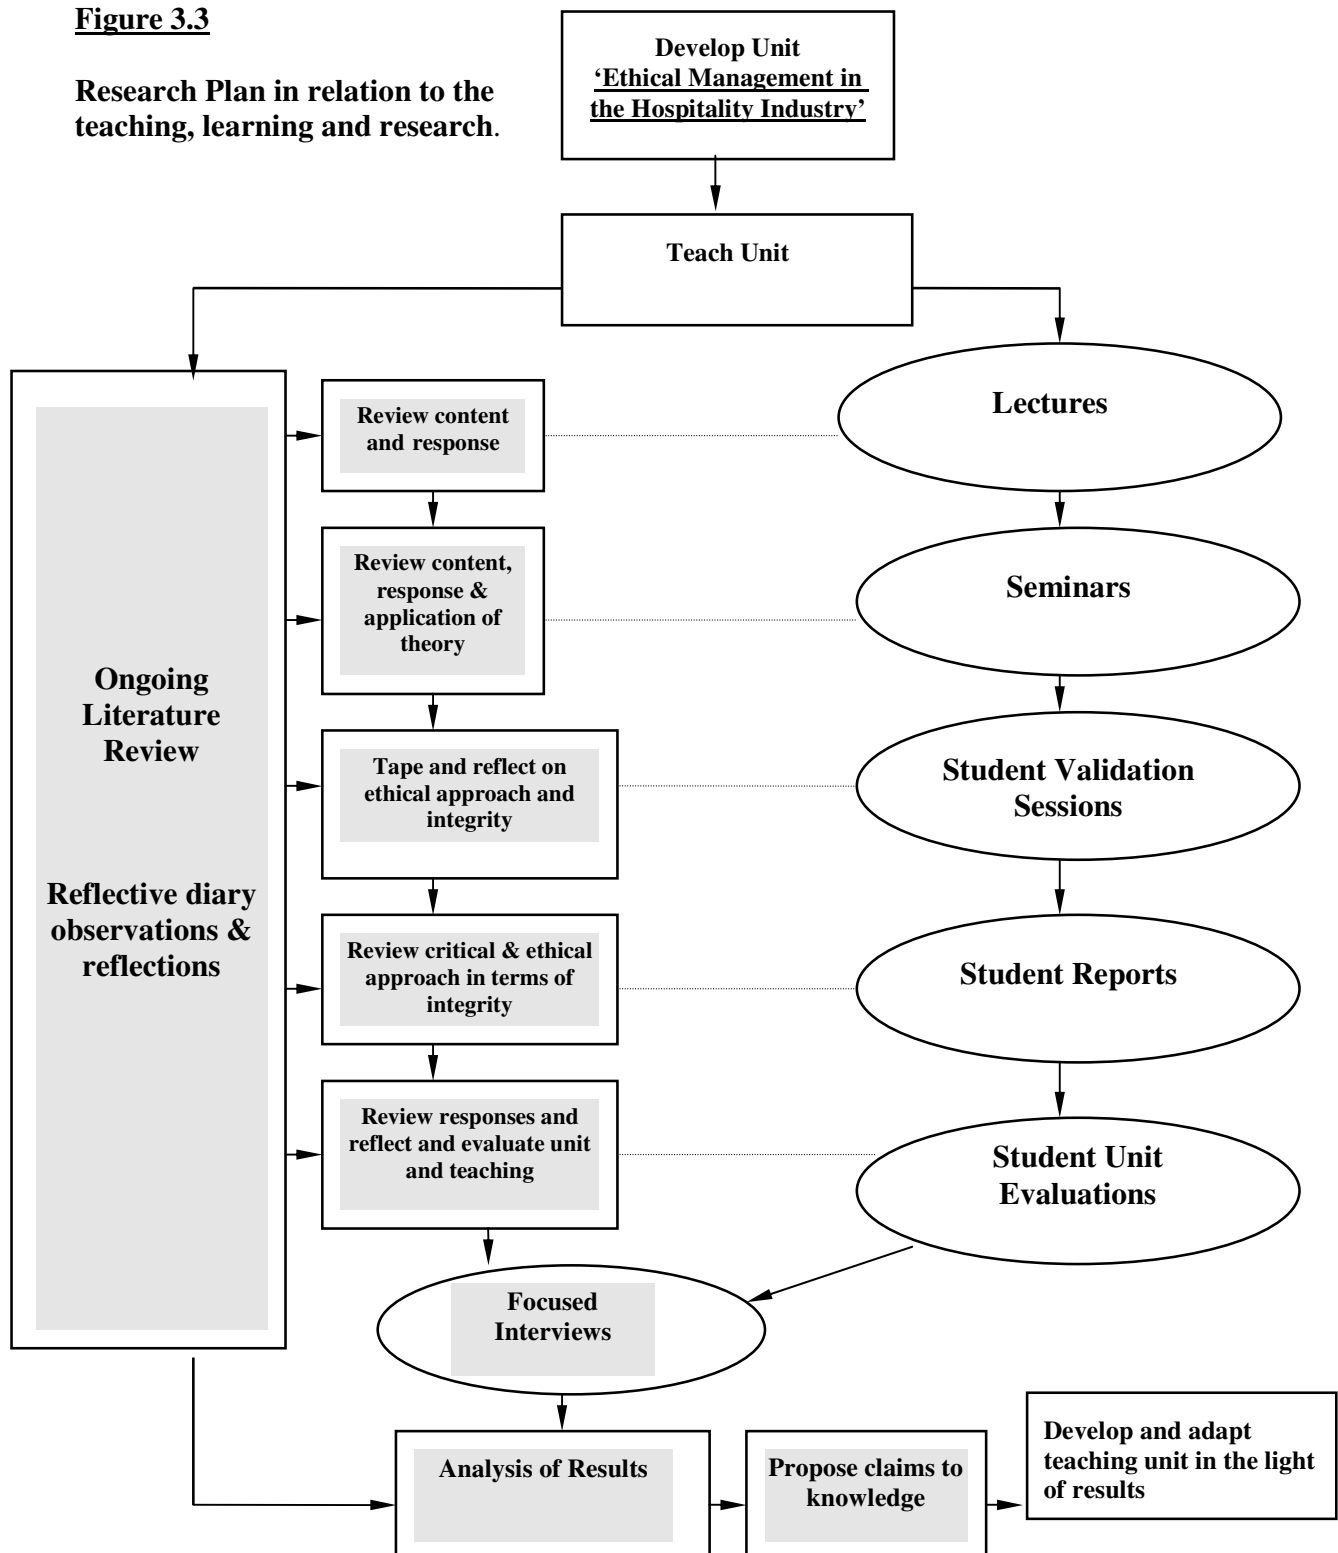 Figure 3.3
Research Plan in relation to the
teaching, learning and research.
Develop Unit
‘Ethical Management in
the Hospitality Industry’
Teach Unit
Lectures
Review content
and response
Seminars
Review content,
response &
application of
theory
Ongoing
Literature
Review
Student Validation
Sessions
Tape and reflect on
ethical approach and
integrity
Reflective diary
observations &
reflections
Student Reports
Review critical & ethical
approach in terms of
integrity
Student Unit
Evaluations
Review responses and
reflect and evaluate unit
and teaching
Focused
Interviews
Analysis of Results
Propose claims to
knowledge
Develop and adapt
teaching unit in the light
of results